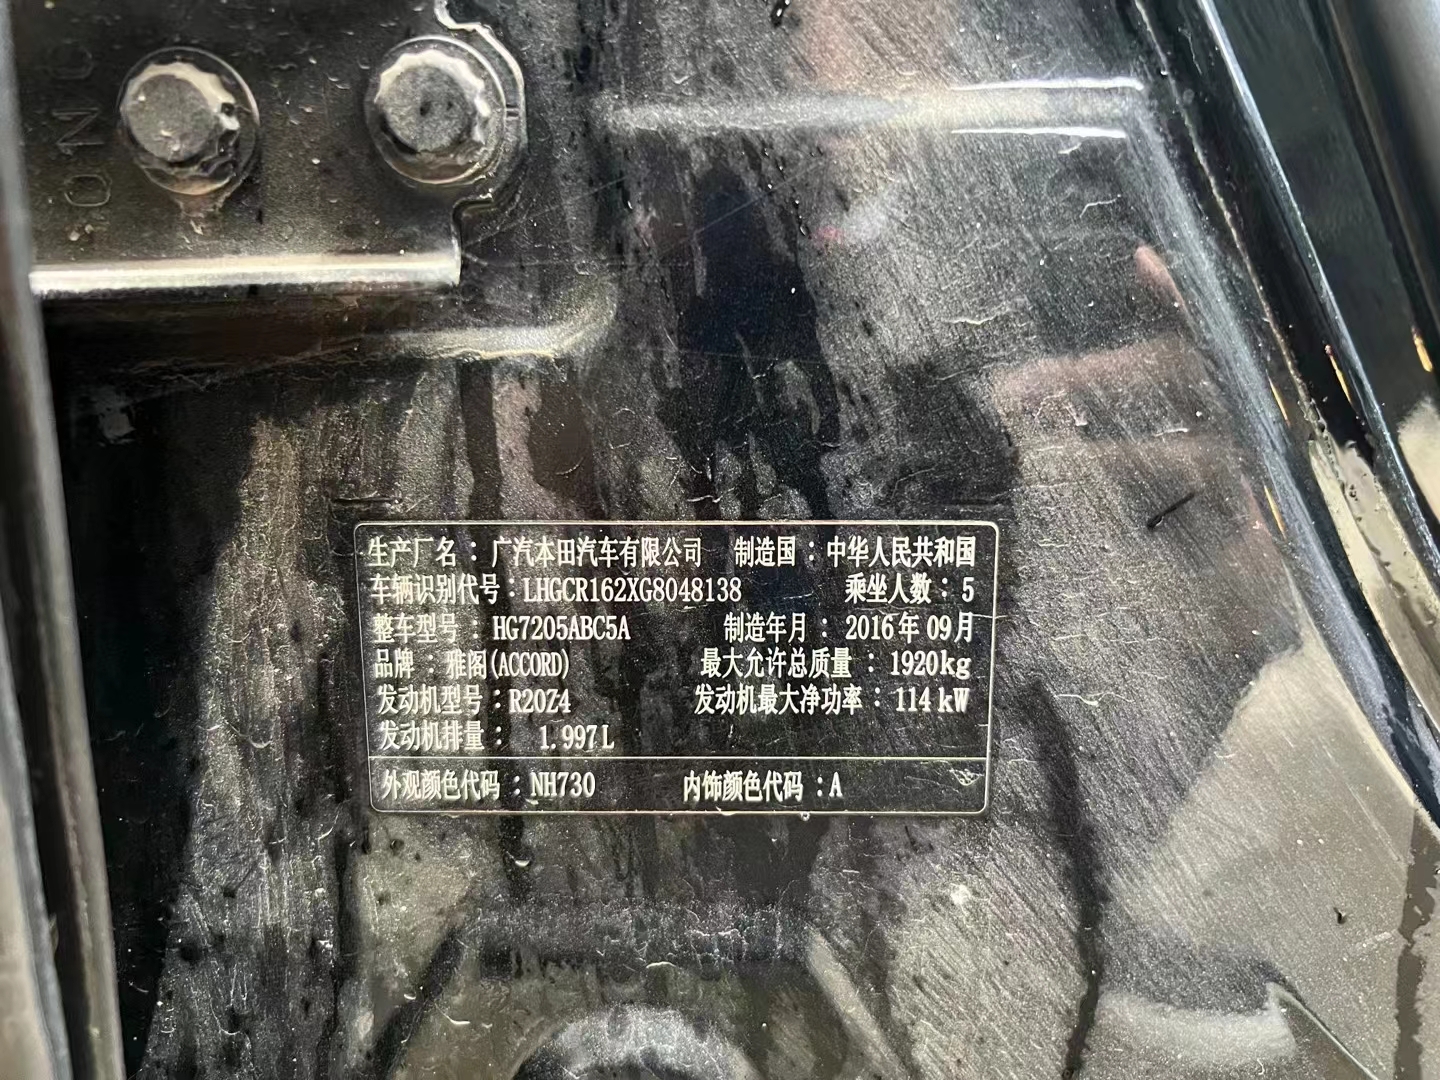 生产厂名：广汽本田汽车有限公司 制造国：中华人民共和国
车辆识别代号：LHGCR162XG8048138 乘坐人数：5
整车型号：HG7205ABC5A 制造年月：2016年09月
品牌：雅阁(ACCORD) 最大允许总质量：1920kg
发动机型号：R20Z4 发动机最大净功率：114kW
发动机排量：1.997L
外观颜色代码：NH730 内饰颜色代码：A